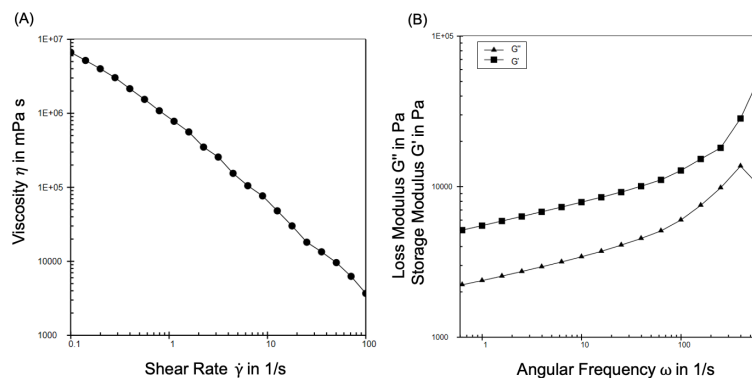 (A)
1E+07
1E+06
1E+05
10000
1000
Viscosity η in mPa s
0.1
1
10
100
Shear Rate γ̇ in 1/s
(B)
1E+05
10000
1000
Loss Modulus G'' in Pa
Storage Modulus G' in Pa
G''
G'
1
10
100
Angular Frequency ω in 1/s